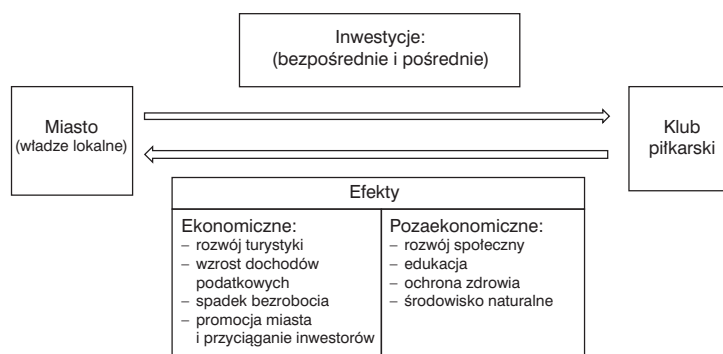 Inwestycje:
(bezpośrednie i pośrednie)
Miasto
(władze lokalne)
Klub
piłkarski
Efekty
Ekonomiczne:
– rozwój turystyki
– wzrost dochodów
podatkowych
– spadek bezrobocia
– promocja miasta
i przyciąganie inwestorów
Pozaekonomiczne:
– rozwój społeczny
– edukacja
– ochrona zdrowia
– środowisko naturalne